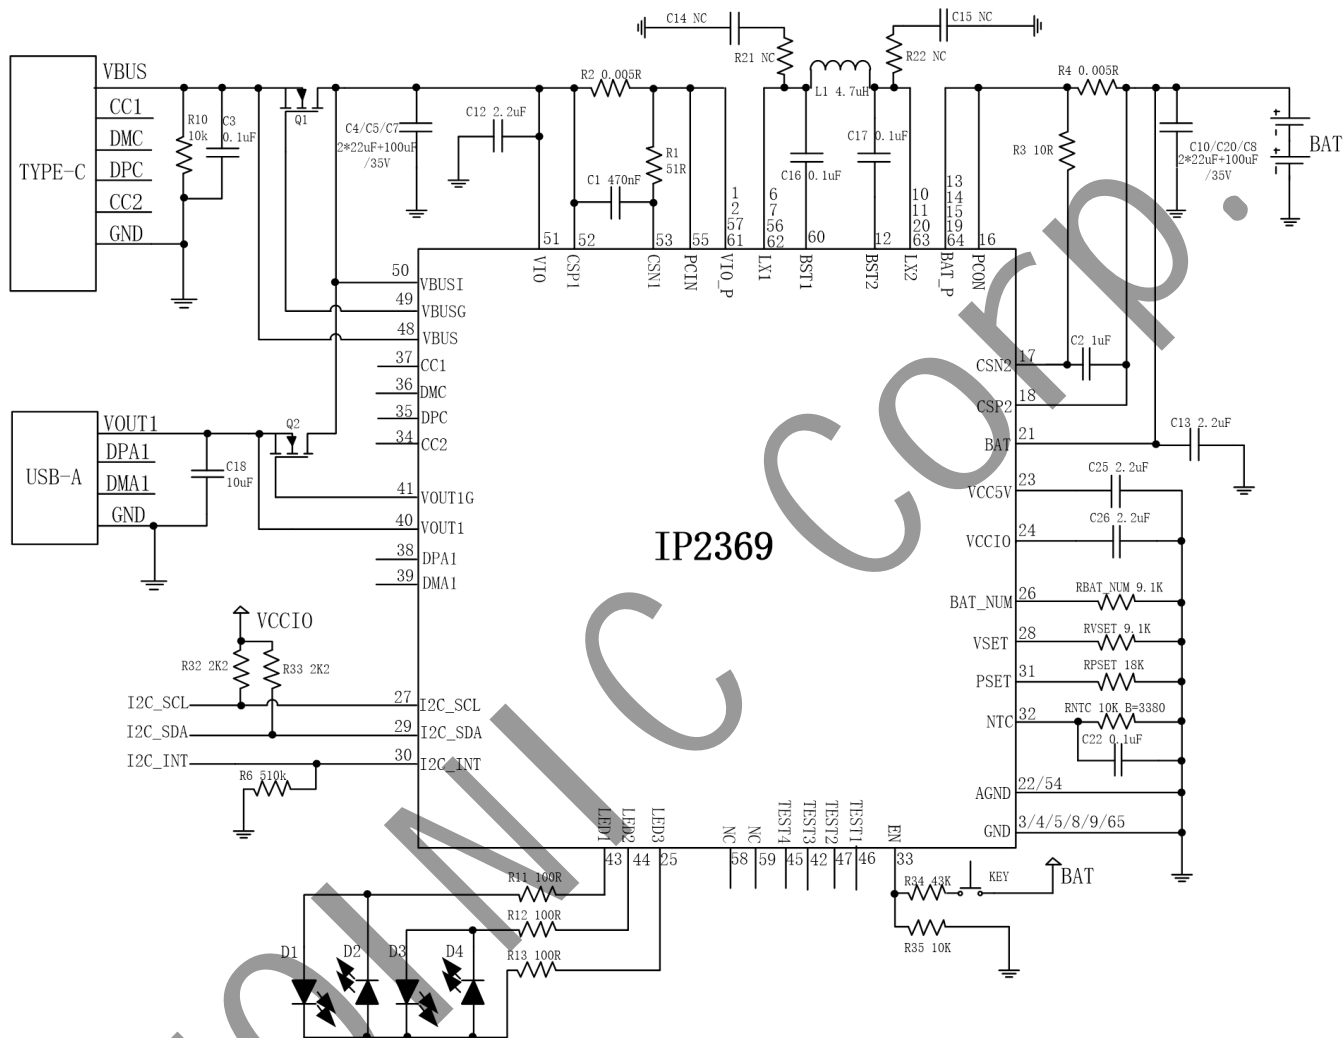 C14 NC
C15 NC
R21 NC
R22 NC
L1 4.7uH
VBUS
CC1
DMC
DPC
CC2
GND
TYPE-C
R10
10k
C3
0.1uF
Q1
C4/C5/C7
2*22uF+100uF
/35V
C12 2.2uF
R2 0.005R
R1
51R
C1 470nF
C16 0.1uF
C17 0.1uF
R4 0.005R
R3 10R
C10/C20/C8
2*22uF+100uF
/35V
+
-
+
-
BAT
51
52
53
55
1
2
57
61
6
7
56
62
60
12
10
11
20
63
13
14
15
19
64
16
VIO
CSP1
CSN1
PCIN
VIO_P
LX1
BST1
BST2
LX2
BAT_P
PCON
50
VBUSI
49
VBUSG
48
VBUS
37
CC1
36
DMC
35
DPC
34
CC2
41
VOUT1G
40
VOUT1
38
DPA1
39
DMA1
USB-A
VOUT1
DPA1
DMA1
GND
C18
10uF
Q2
IP2369
CSN2
17
C2 1uF
CSP2
18
BAT
21
C13 2.2uF
VCC5V
23
C25 2.2uF
VCCIO
24
C26 2.2uF
BAT_NUM
26
RBAT_NUM 9.1K
VSET
28
RVSET 9.1K
PSET
31
RPSET 18K
NTC
32
RNTC 10K B=3380
C22 0.1uF
AGND
22/54
GND
3/4/5/8/9/65
VCCIO
R32 2K2
R33 2K2
I2C_SCL
27
I2C_SCL
I2C_SDA
29
I2C_SDA
I2C_INT
30
I2C_INT
R6 510k
LED1
LED2
LED3
NC
NC
TEST4
TEST3
TEST2
TEST1
EN
43
44
25
58
59
45
42
47
46
33
R11 100R
R12 100R
R13 100R
D1
D2
D3
D4
R34 43K
KEY
BAT
R35 10K
NIC Corp.